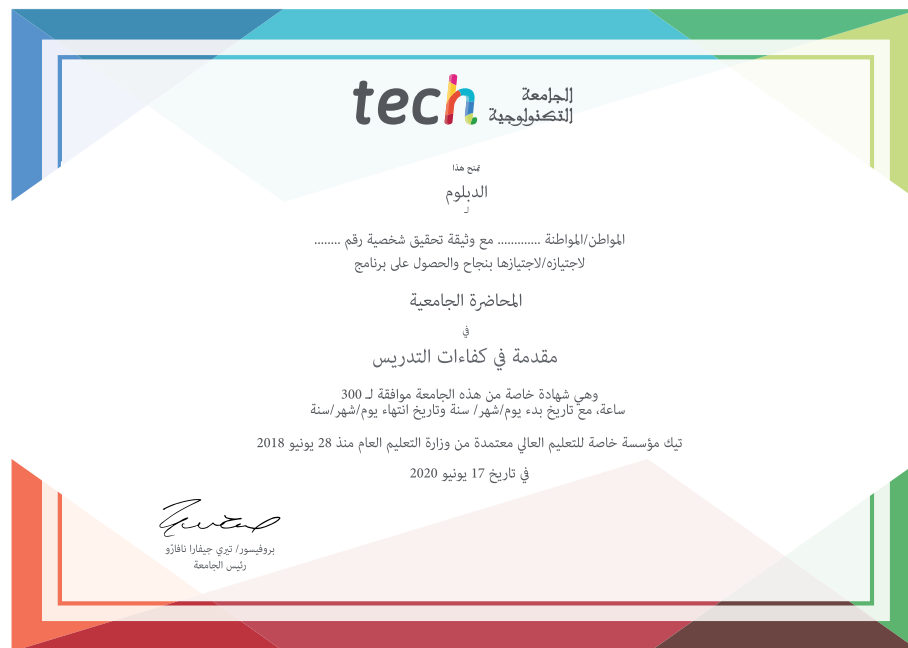 tech الجامعة
التكنولوجية
تمنح هذا
الدبلوم
لـ
المواطن/المواطنة ............ مع وثيقة تحقيق شخصية رقم ........
لاجتيازه/لاجتيازها بنجاح والحصول على برنامج
المحاضرة الجامعية
في
مقدمة في كفاءات التدريس
وهي شهادة خاصة من هذه الجامعة موافقة لـ 300
ساعة، مع تاريخ بدء يوم/شهر/ سنة وتاريخ انتهاء يوم/شهر/سنة
تيك مؤسسة خاصة للتعليم العالي معتمدة من وزارة التعليم العام منذ 28 يونيو 2018
في تاريخ 17 يونيو 2020
بروفيسور/ تيري جيفارا نافارّو
رئيس الجامعة